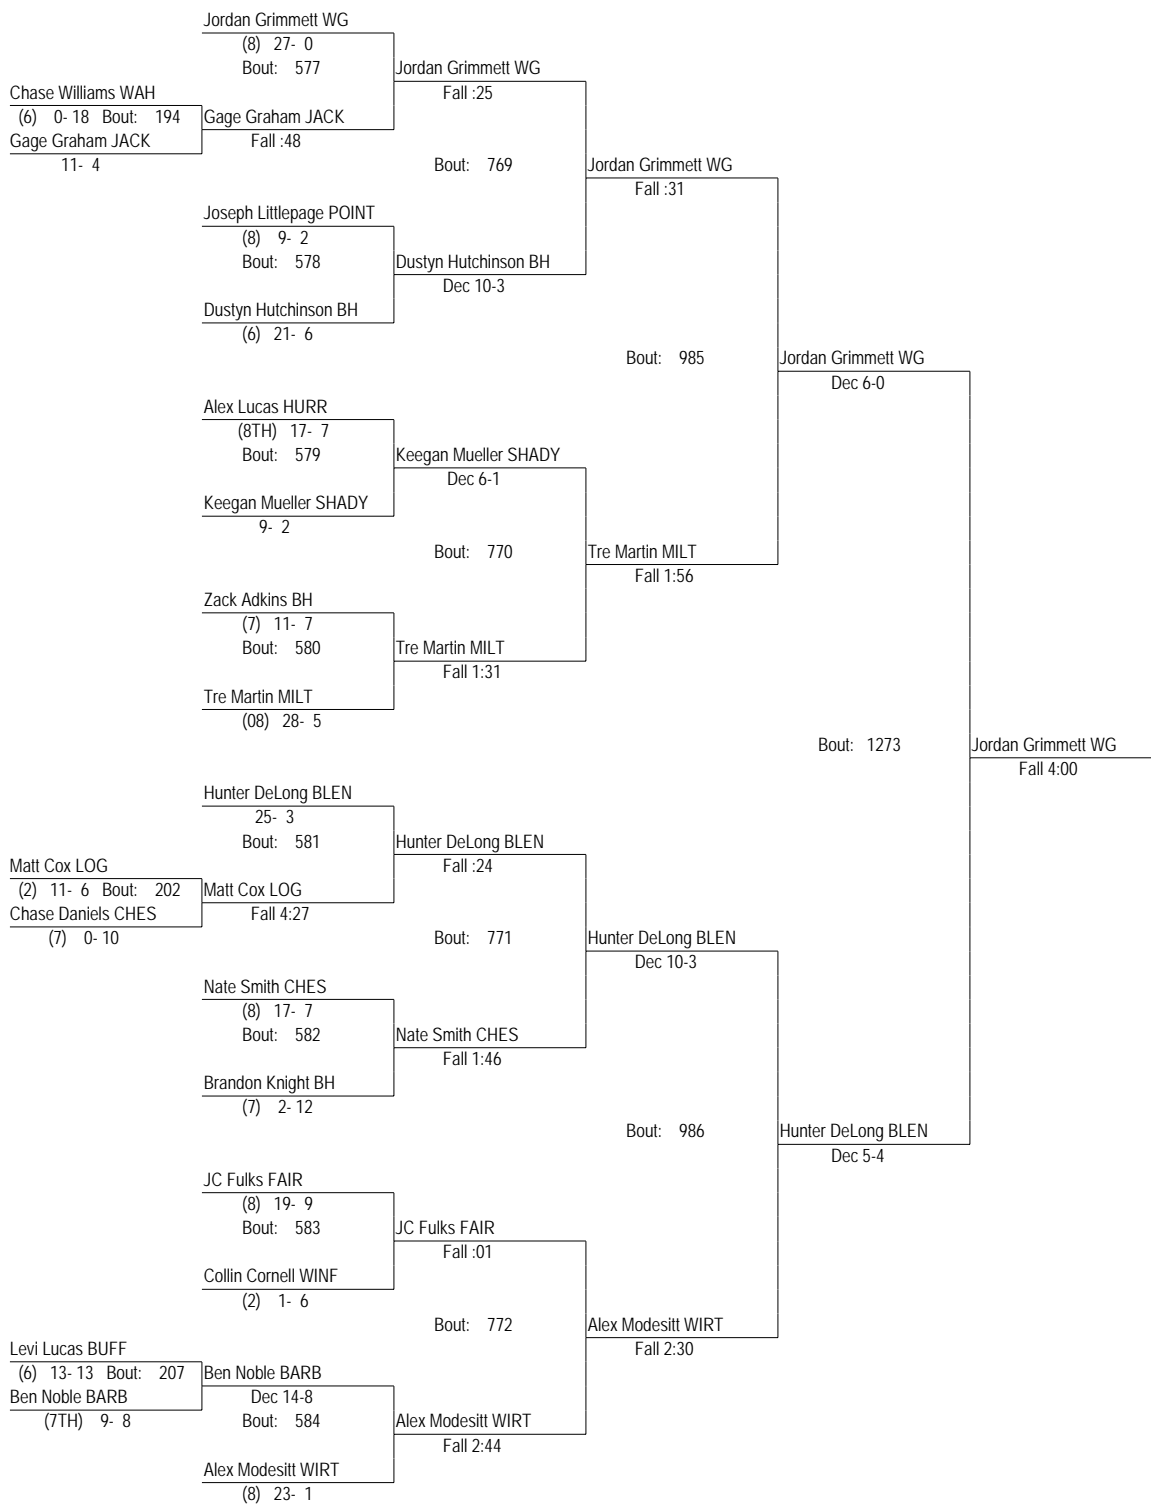 Jordan Grimmett WG
(8) 27- 0
Bout: 577
Jordan Grimmett WG
Fall :25
Chase Williams WAH
(6) 0- 18 Bout: 194
Gage Graham JACK
Gage Graham JACK
Fall :48
11- 4
Bout: 769
Jordan Grimmett WG
Fall :31
Joseph Littlepage POINT
(8) 9- 2
Bout: 578
Dustyn Hutchinson BH
Dec 10-3
Dustyn Hutchinson BH
(6) 21- 6
Bout: 985
Jordan Grimmett WG
Dec 6-0
Alex Lucas HURR
(8TH) 17- 7
Bout: 579
Keegan Mueller SHADY
Dec 6-1
Keegan Mueller SHADY
9- 2
Bout: 770
Tre Martin MILT
Fall 1:56
Zack Adkins BH
(7) 11- 7
Bout: 580
Tre Martin MILT
Fall 1:31
Tre Martin MILT
(08) 28- 5
Bout: 1273
Jordan Grimmett WG
Fall 4:00
Hunter DeLong BLEN
25- 3
Bout: 581
Hunter DeLong BLEN
Fall :24
Matt Cox LOG
(2) 11- 6 Bout: 202
Matt Cox LOG
Chase Daniels CHES
Fall 4:27
(7) 0- 10
Bout: 771
Hunter DeLong BLEN
Dec 10-3
Nate Smith CHES
(8) 17- 7
Bout: 582
Nate Smith CHES
Fall 1:46
Brandon Knight BH
(7) 2- 12
Bout: 986
Hunter DeLong BLEN
Dec 5-4
JC Fulks FAIR
(8) 19- 9
Bout: 583
JC Fulks FAIR
Fall :01
Collin Cornell WINF
(2) 1- 6
Bout: 772
Alex Modesitt WIRT
Fall 2:30
Levi Lucas BUFF
(6) 13- 13 Bout: 207
Ben Noble BARB
Ben Noble BARB
Dec 14-8
(7TH) 9- 8
Bout: 584
Alex Modesitt WIRT
Fall 2:44
Alex Modesitt WIRT
(8) 23- 1